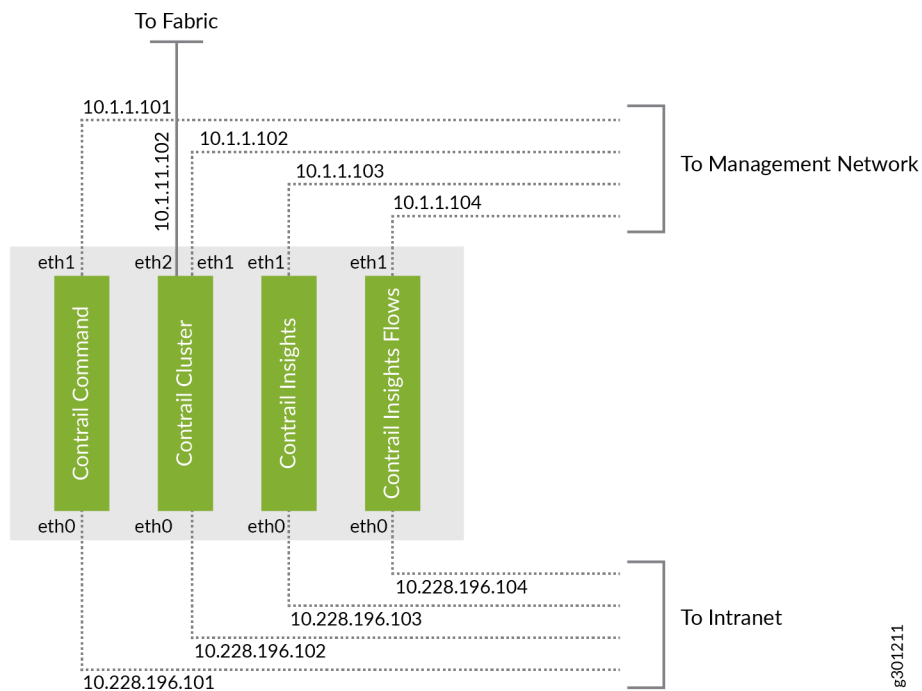 To Fabric
10.1.1.101
10.1.11.102
10.1.1.102
10.1.1.103
To Management Network
10.1.1.104
eth1
eth2
eth1
eth1
eth1
Contrail Command
Contrail Cluster
Contrail Insights
Contrail Insights Flows
eth0
eth0
eth0
eth0
10.228.196.104
10.228.196.103
To Intranet
10.228.196.102
10.228.196.101
g301211